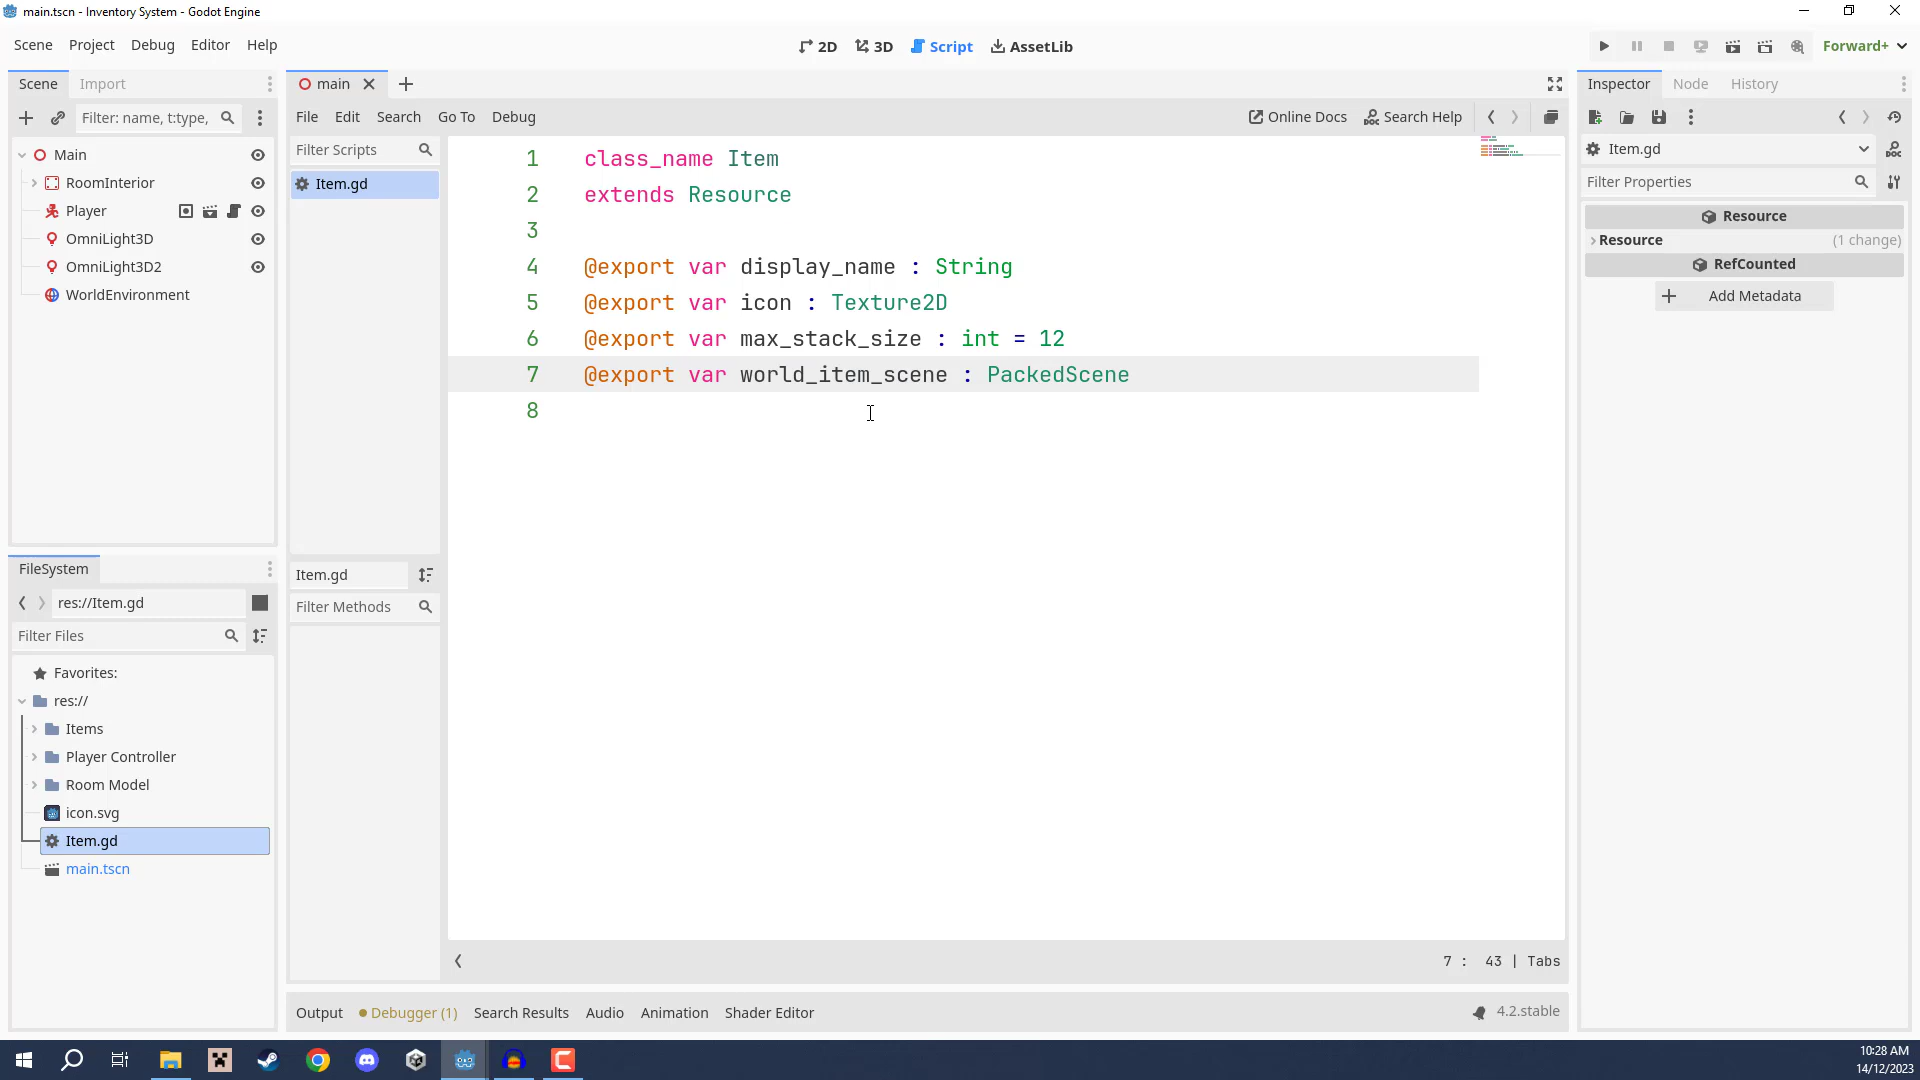 main.tscn - Inventory System - Godot Engine
Scene Project Debug Editor Help
2D 3D Script AssetLib
Forward+
Scene Import
Filter: name, t:type,
Main
RoomInterior
Player
OmniLight3D
OmniLight3D2
WorldEnvironment
FileSystem
res://Item.gd
Filter Files
Favorites:
res://
Items
Player Controller
Room Model
icon.svg
Item.gd
main.tscn
main
File Edit Search Go To Debug
Online Docs Search Help
Filter Scripts
Item.gd
Item.gd
Filter Methods
1 class_name Item
2 extends Resource
3
4 @export var display_name : String
5 @export var icon : Texture2D
6 @export var max_stack_size : int = 12
7 @export var world_item_scene : PackedScene
8
7 : 43 | Tabs
Output Debugger (1) Search Results Audio Animation Shader Editor
4.2.stable
Inspector Node History
Item.gd
Filter Properties
Resource
Resource (1 change)
RefCounted
Add Metadata
10:28 AM
14/12/2023